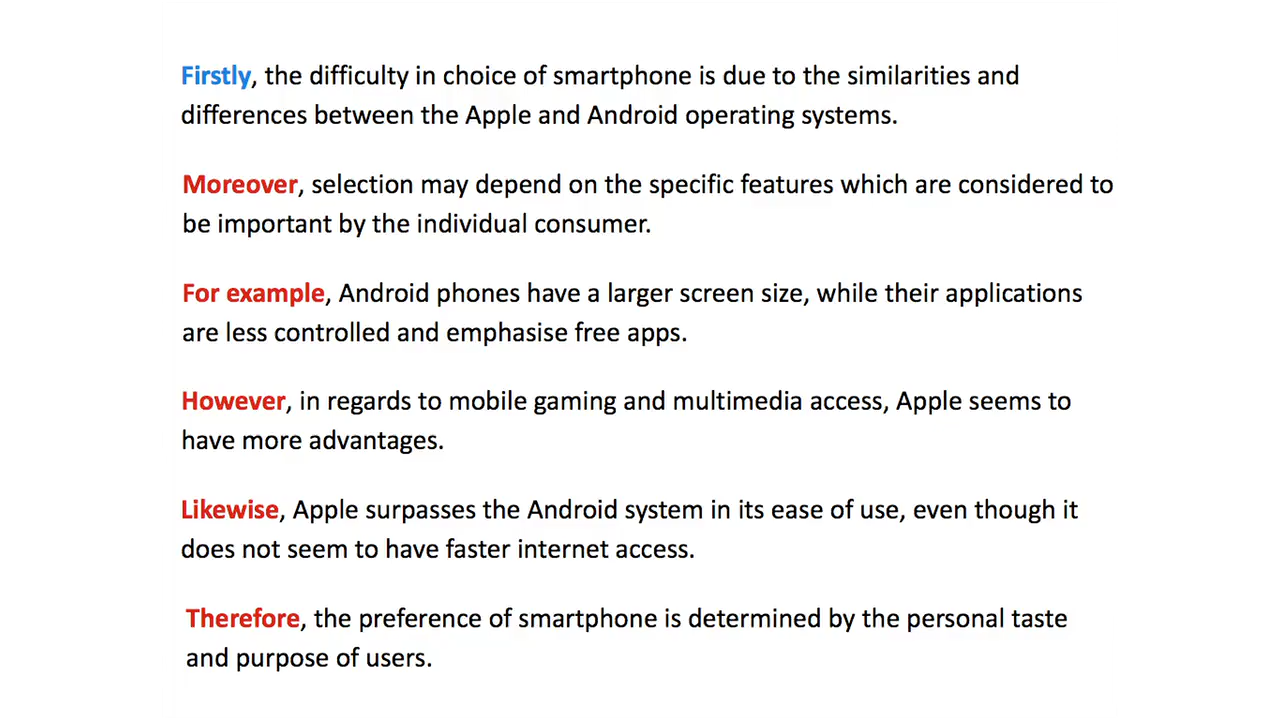 Firstly, the difficulty in choice of smartphone is due to the similarities and
differences between the Apple and Android operating systems.
Moreover, selection may depend on the specific features which are considered to
be important by the individual consumer.
For example, Android phones have a larger screen size, while their applications
are less controlled and emphasise free apps.
However, in regards to mobile gaming and multimedia access, Apple seems to
have more advantages.
Likewise, Apple surpasses the Android system in its ease of use, even though it
does not seem to have faster internet access.
Therefore, the preference of smartphone is determined by the personal taste
and purpose of users.